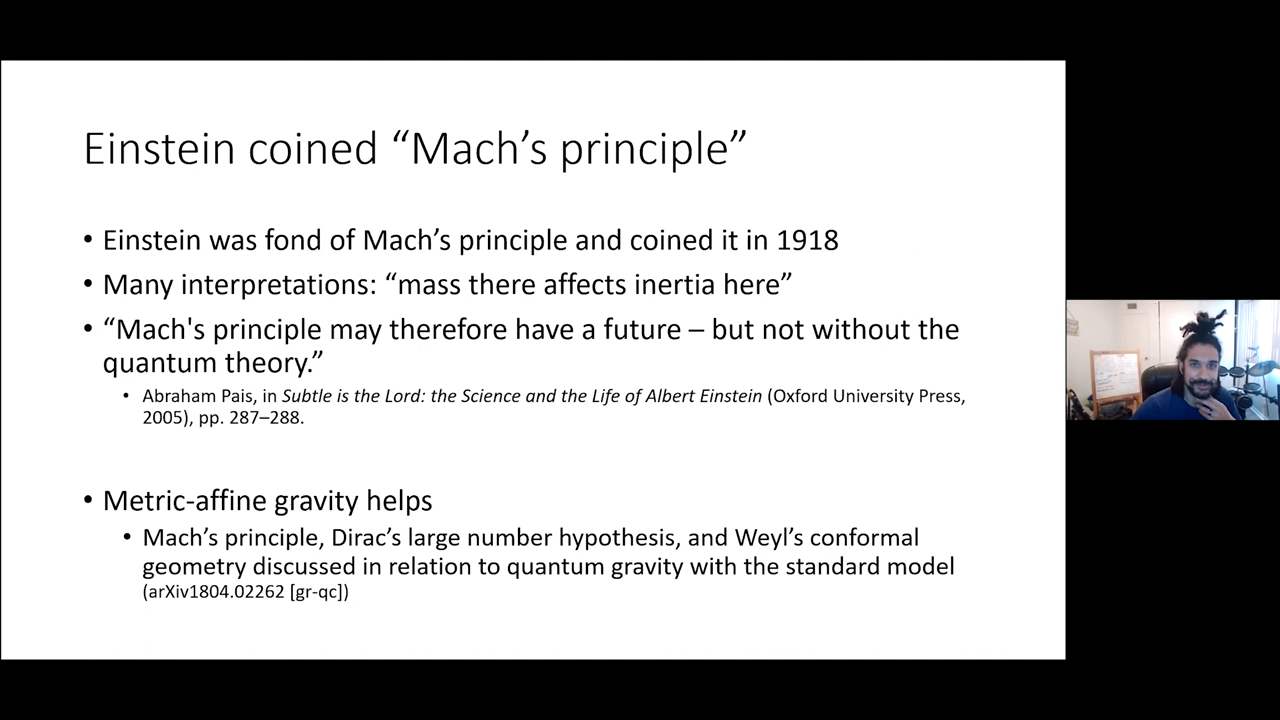 Einstein coined “Mach’s principle”
• Einstein was fond of Mach’s principle and coined it in 1918
• Many interpretations: “mass there affects inertia here”
• “Mach's principle may therefore have a future – but not without the
quantum theory.”
• Abraham Pais, in Subtle is the Lord: the Science and the Life of Albert Einstein (Oxford University Press,
2005), pp. 287–288.
• Metric-affine gravity helps
• Mach’s principle, Dirac’s large number hypothesis, and Weyl’s conformal
geometry discussed in relation to quantum gravity with the standard model
(arXiv1804.02262 [gr-qc])